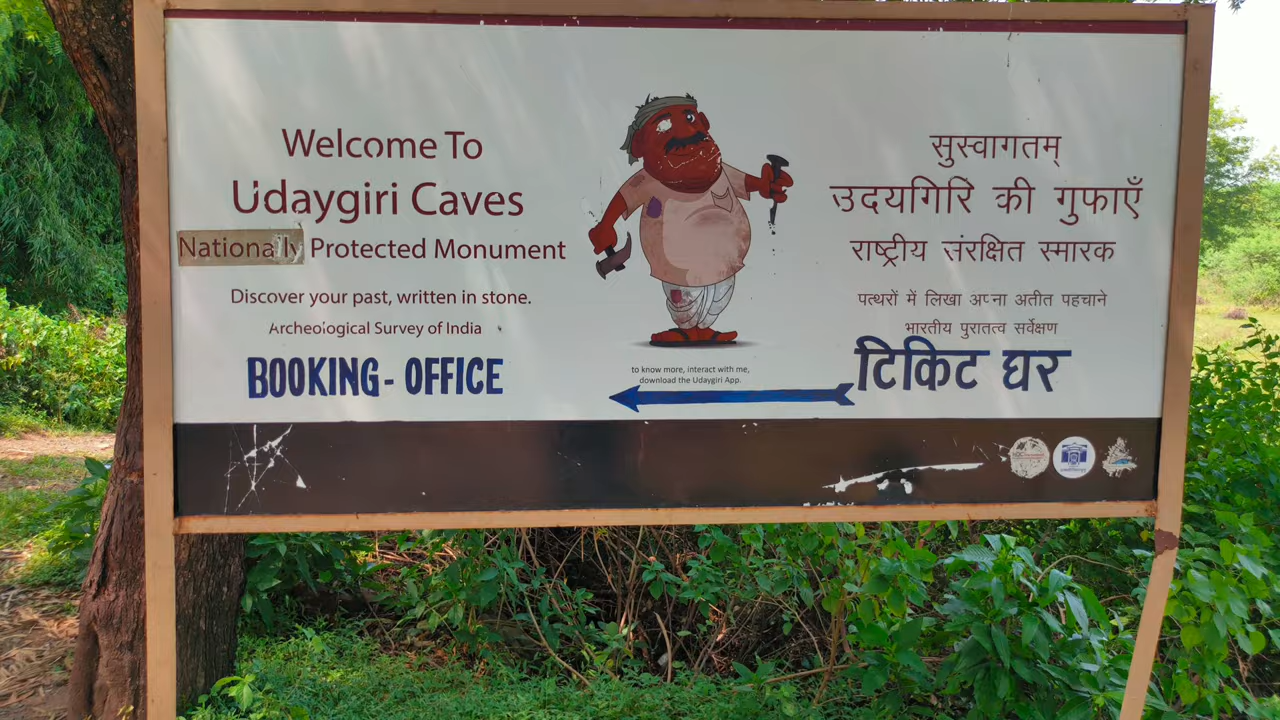 Welcome To
Udaygiri Caves
Nationally Protected Monument
Discover your past, written in stone.
Archeological Survey of India
BOOKING - OFFICE
to know more, interact with me,
download the Udaygiri App.
सुस्वागतम्
उदयगिरि की गुफाएँ
राष्ट्रीय संरक्षित स्मारक
पत्थरों में लिखा अपना अतीत पहचाने
भारतीय पुरातत्व सर्वेक्षण
टिकिट घर